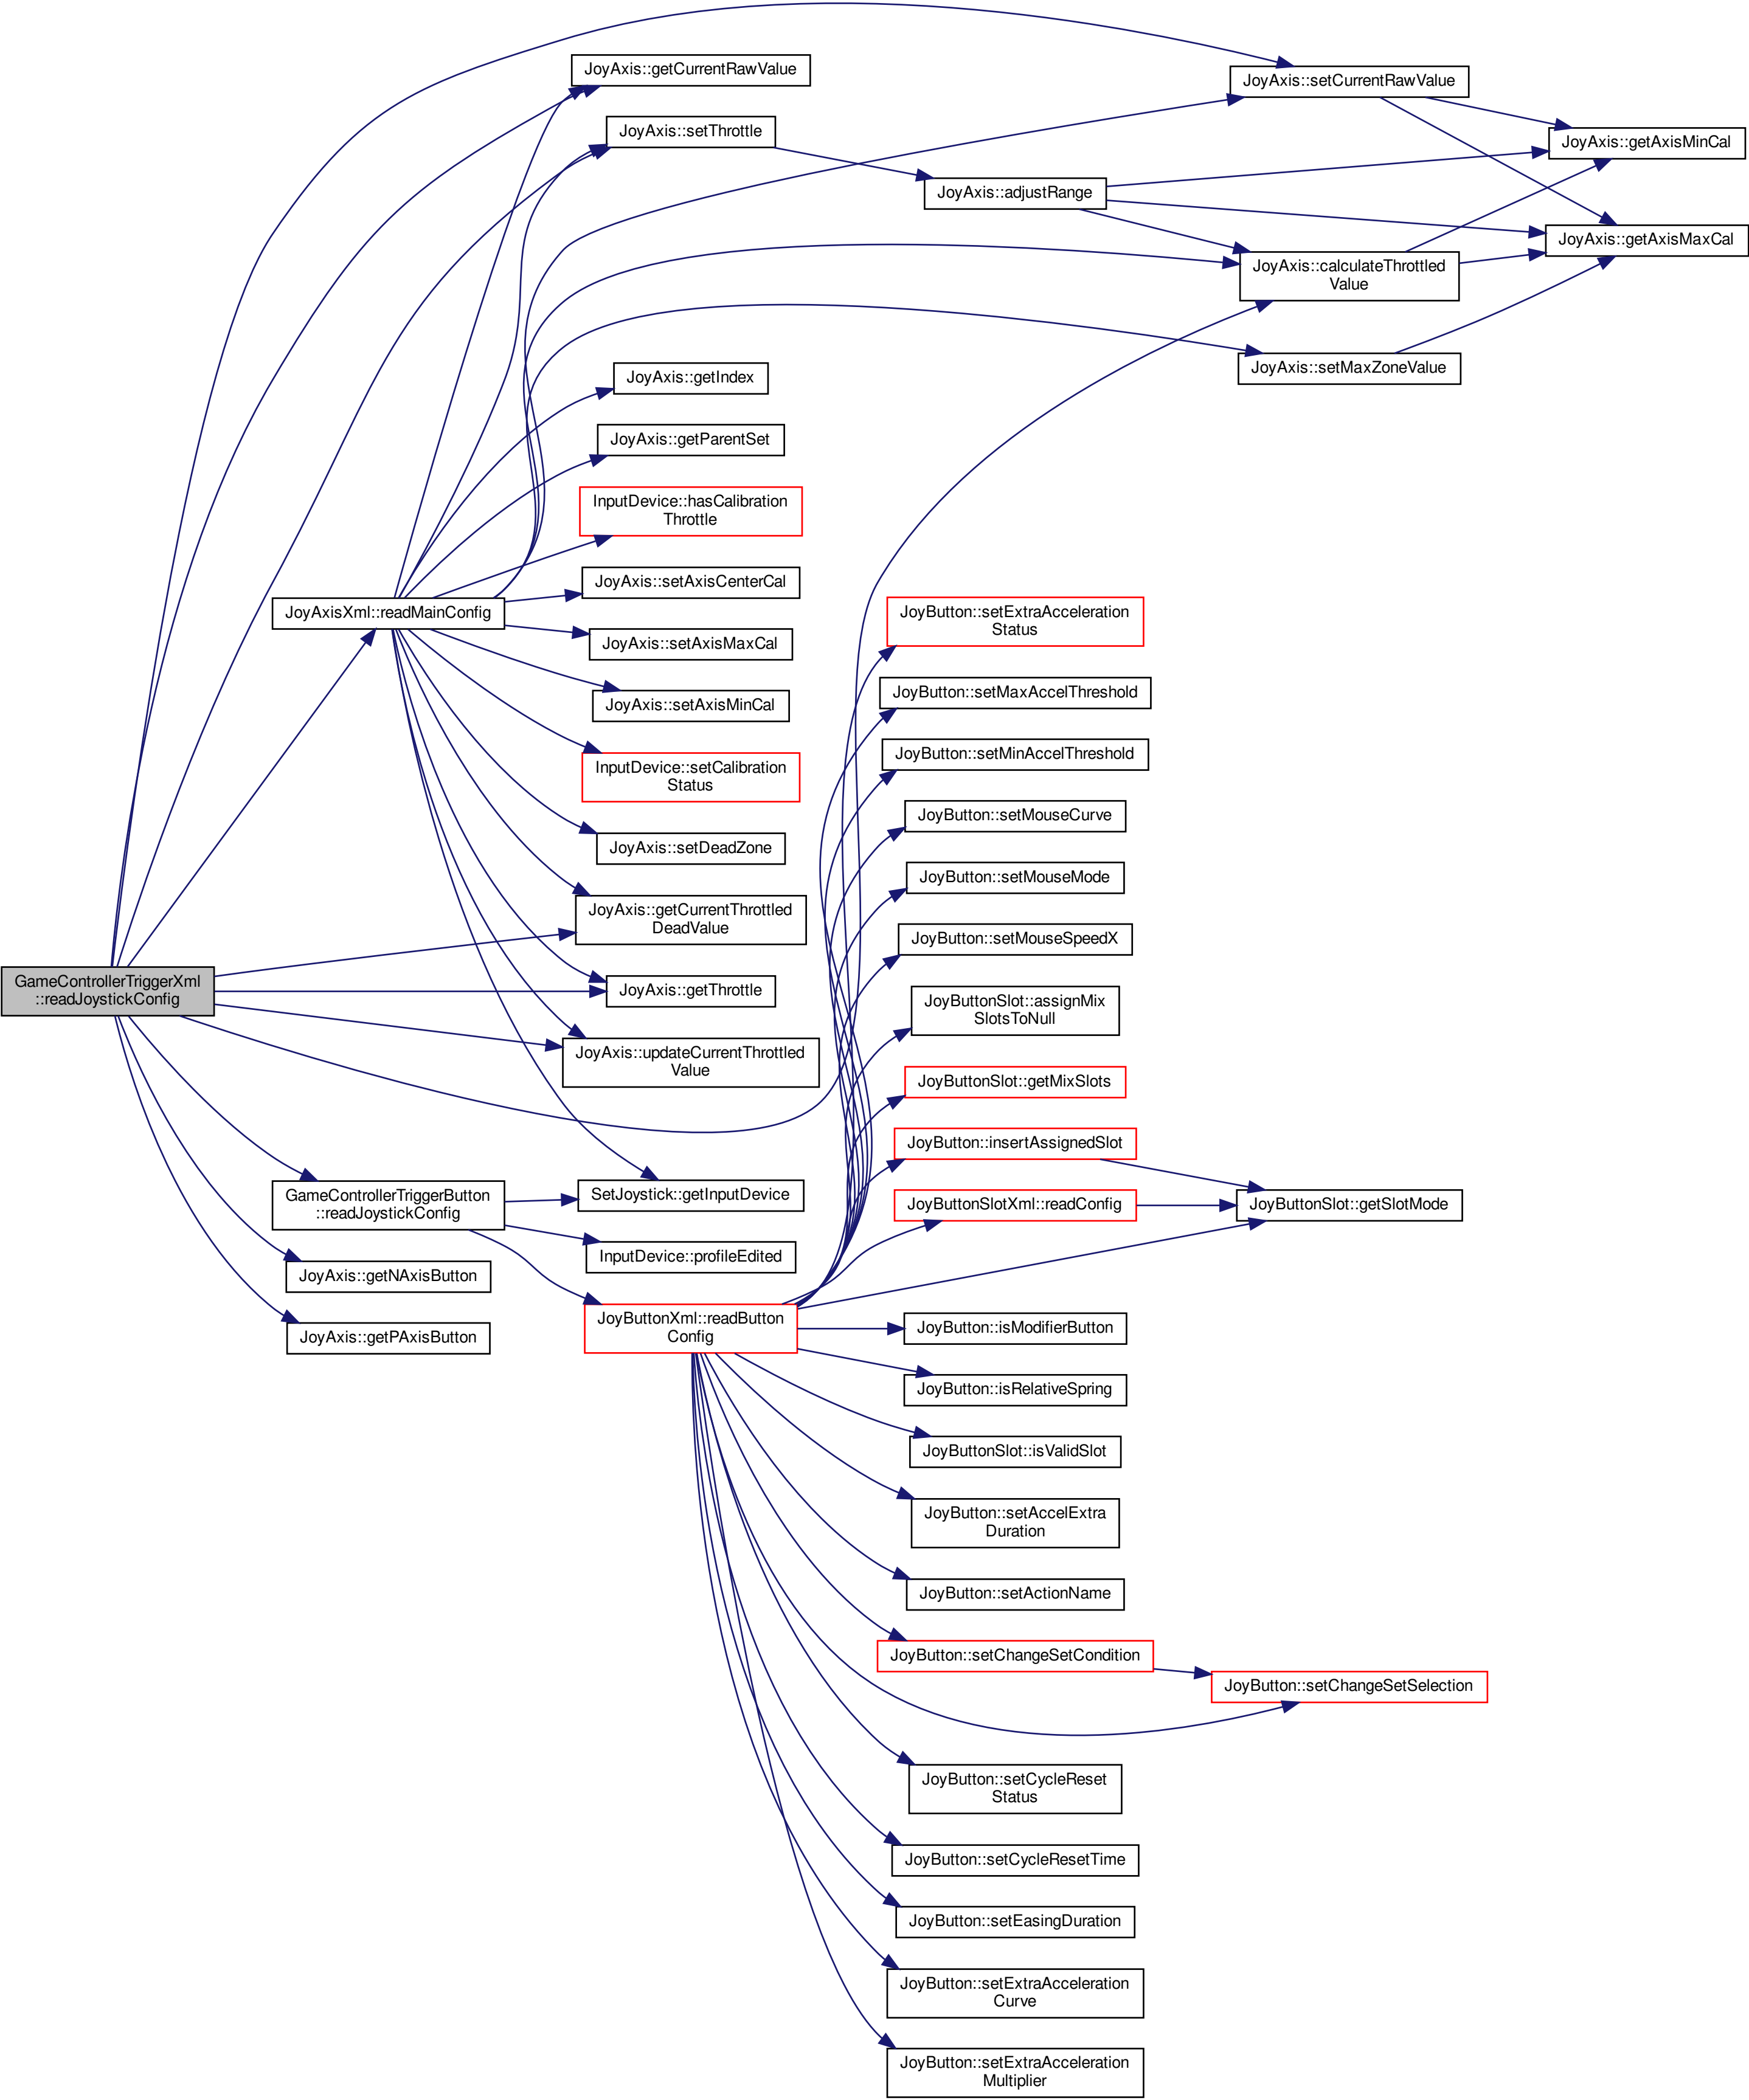 GameControllerTriggerXml
::readJoystickConfig
JoyAxisXml::readMainConfig
GameControllerTriggerButton
::readJoystickConfig
JoyAxis::getNAxisButton
JoyAxis::getPAxisButton
JoyAxis::getCurrentRawValue
JoyAxis::setThrottle
JoyAxis::getIndex
JoyAxis::getParentSet
InputDevice::hasCalibration
Throttle
JoyAxis::setAxisCenterCal
JoyAxis::setAxisMaxCal
JoyAxis::setAxisMinCal
InputDevice::setCalibration
Status
JoyAxis::setDeadZone
JoyAxis::getCurrentThrottled
DeadValue
JoyAxis::getThrottle
JoyAxis::updateCurrentThrottled
Value
SetJoystick::getInputDevice
InputDevice::profileEdited
JoyButtonXml::readButton
Config
JoyAxis::adjustRange
JoyButton::setExtraAcceleration
Status
JoyButton::setMaxAccelThreshold
JoyButton::setMinAccelThreshold
JoyButton::setMouseCurve
JoyButton::setMouseMode
JoyButton::setMouseSpeedX
JoyButtonSlot::assignMix
SlotsToNull
JoyButtonSlot::getMixSlots
JoyButton::insertAssignedSlot
JoyButtonSlotXml::readConfig
JoyButton::isModifierButton
JoyButton::isRelativeSpring
JoyButtonSlot::isValidSlot
JoyButton::setAccelExtra
Duration
JoyButton::setActionName
JoyButton::setChangeSetCondition
JoyButton::setCycleReset
Status
JoyButton::setCycleResetTime
JoyButton::setEasingDuration
JoyButton::setExtraAcceleration
Curve
JoyButton::setExtraAcceleration
Multiplier
JoyAxis::setCurrentRawValue
JoyAxis::calculateThrottled
Value
JoyAxis::setMaxZoneValue
JoyButtonSlot::getSlotMode
JoyButton::setChangeSetSelection
JoyAxis::getAxisMinCal
JoyAxis::getAxisMaxCal